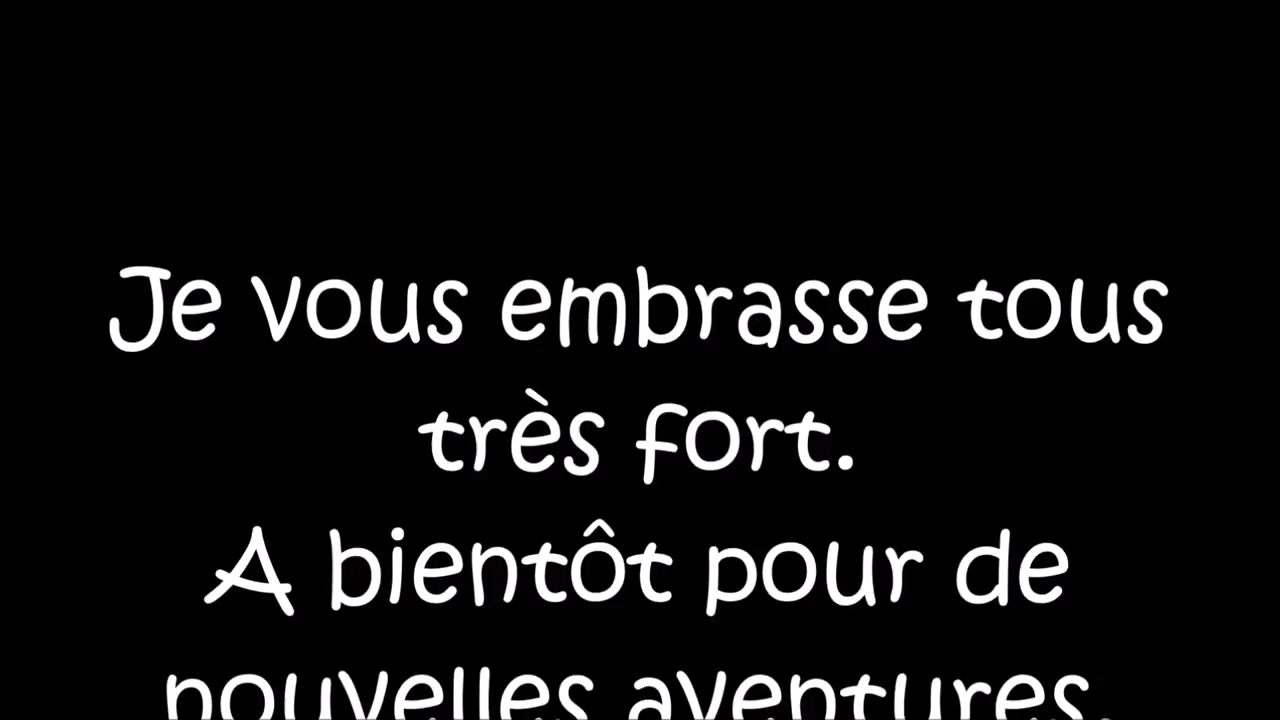 Je vous embrasse tous
très fort.
A bientôt pour de
nouvelles aventures.